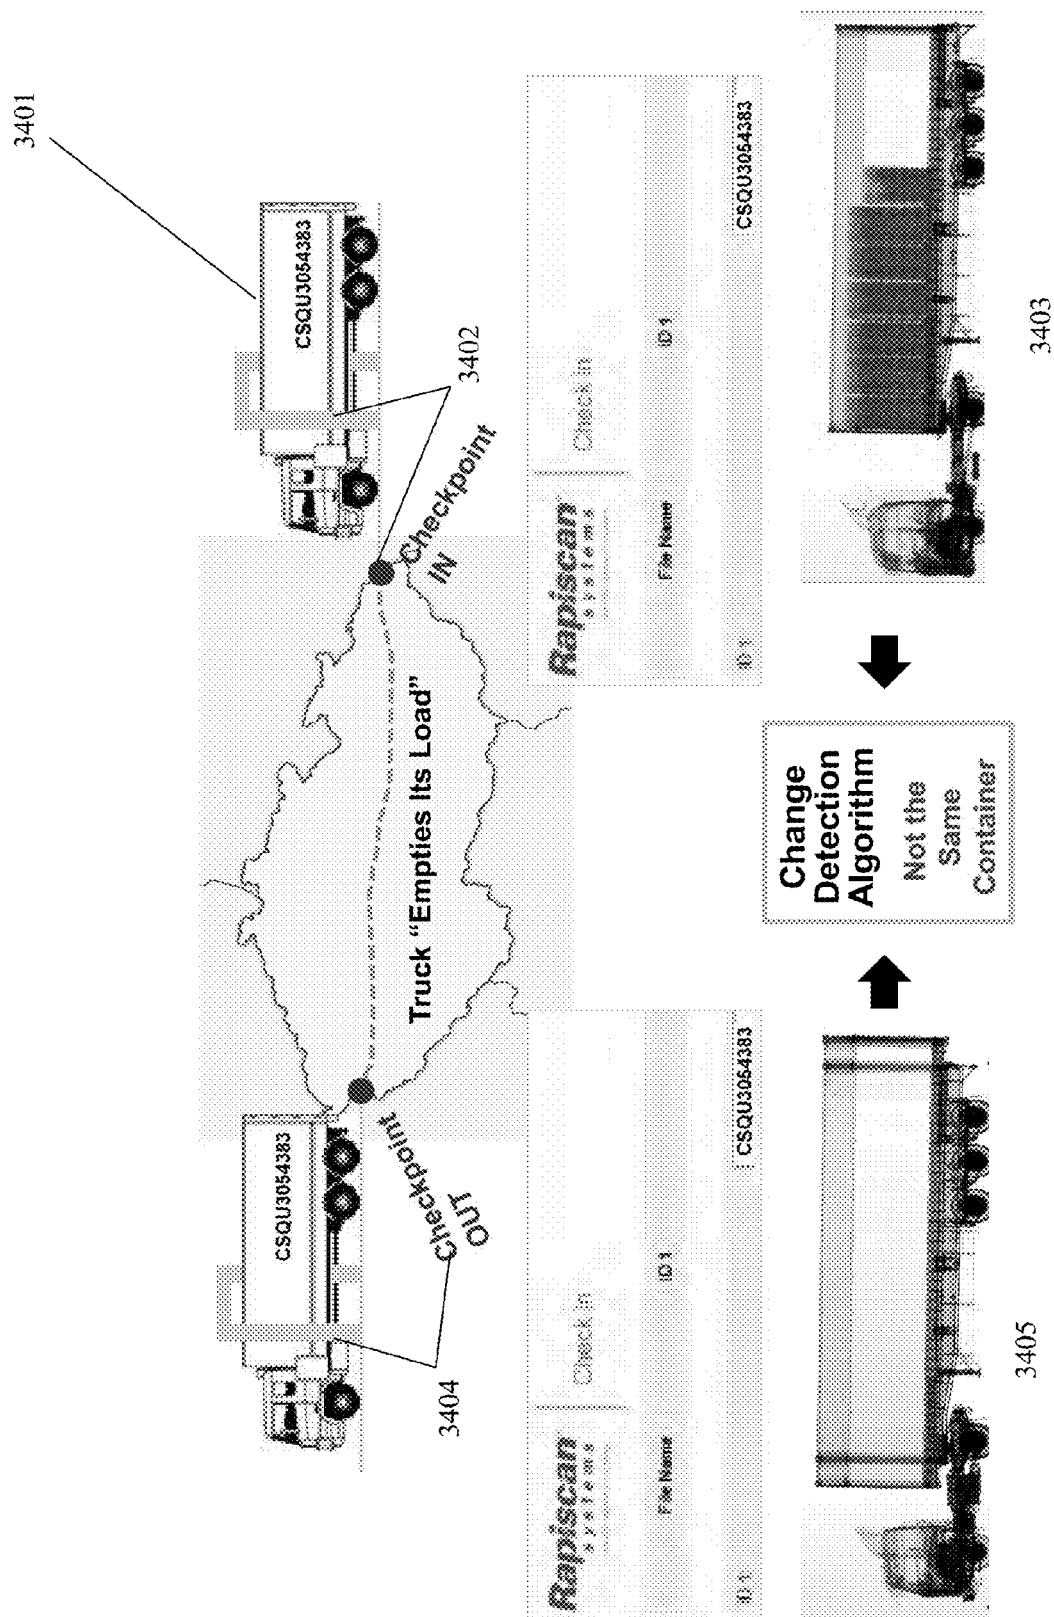 3401
CSQU3054383
CSQU3054383
3402
Checkpoint
IN
Checkpoint
OUT
3404
Truck “Empties Its Load”
Rapiscan
systems
Check in
File Name
ID 1
ID 1
CSQU3054383
Rapiscan
systems
Check in
File Name
ID 1
ID 1
CSQU3054383
Change
Detection
Algorithm
Not the
Same
Container
3405
3403